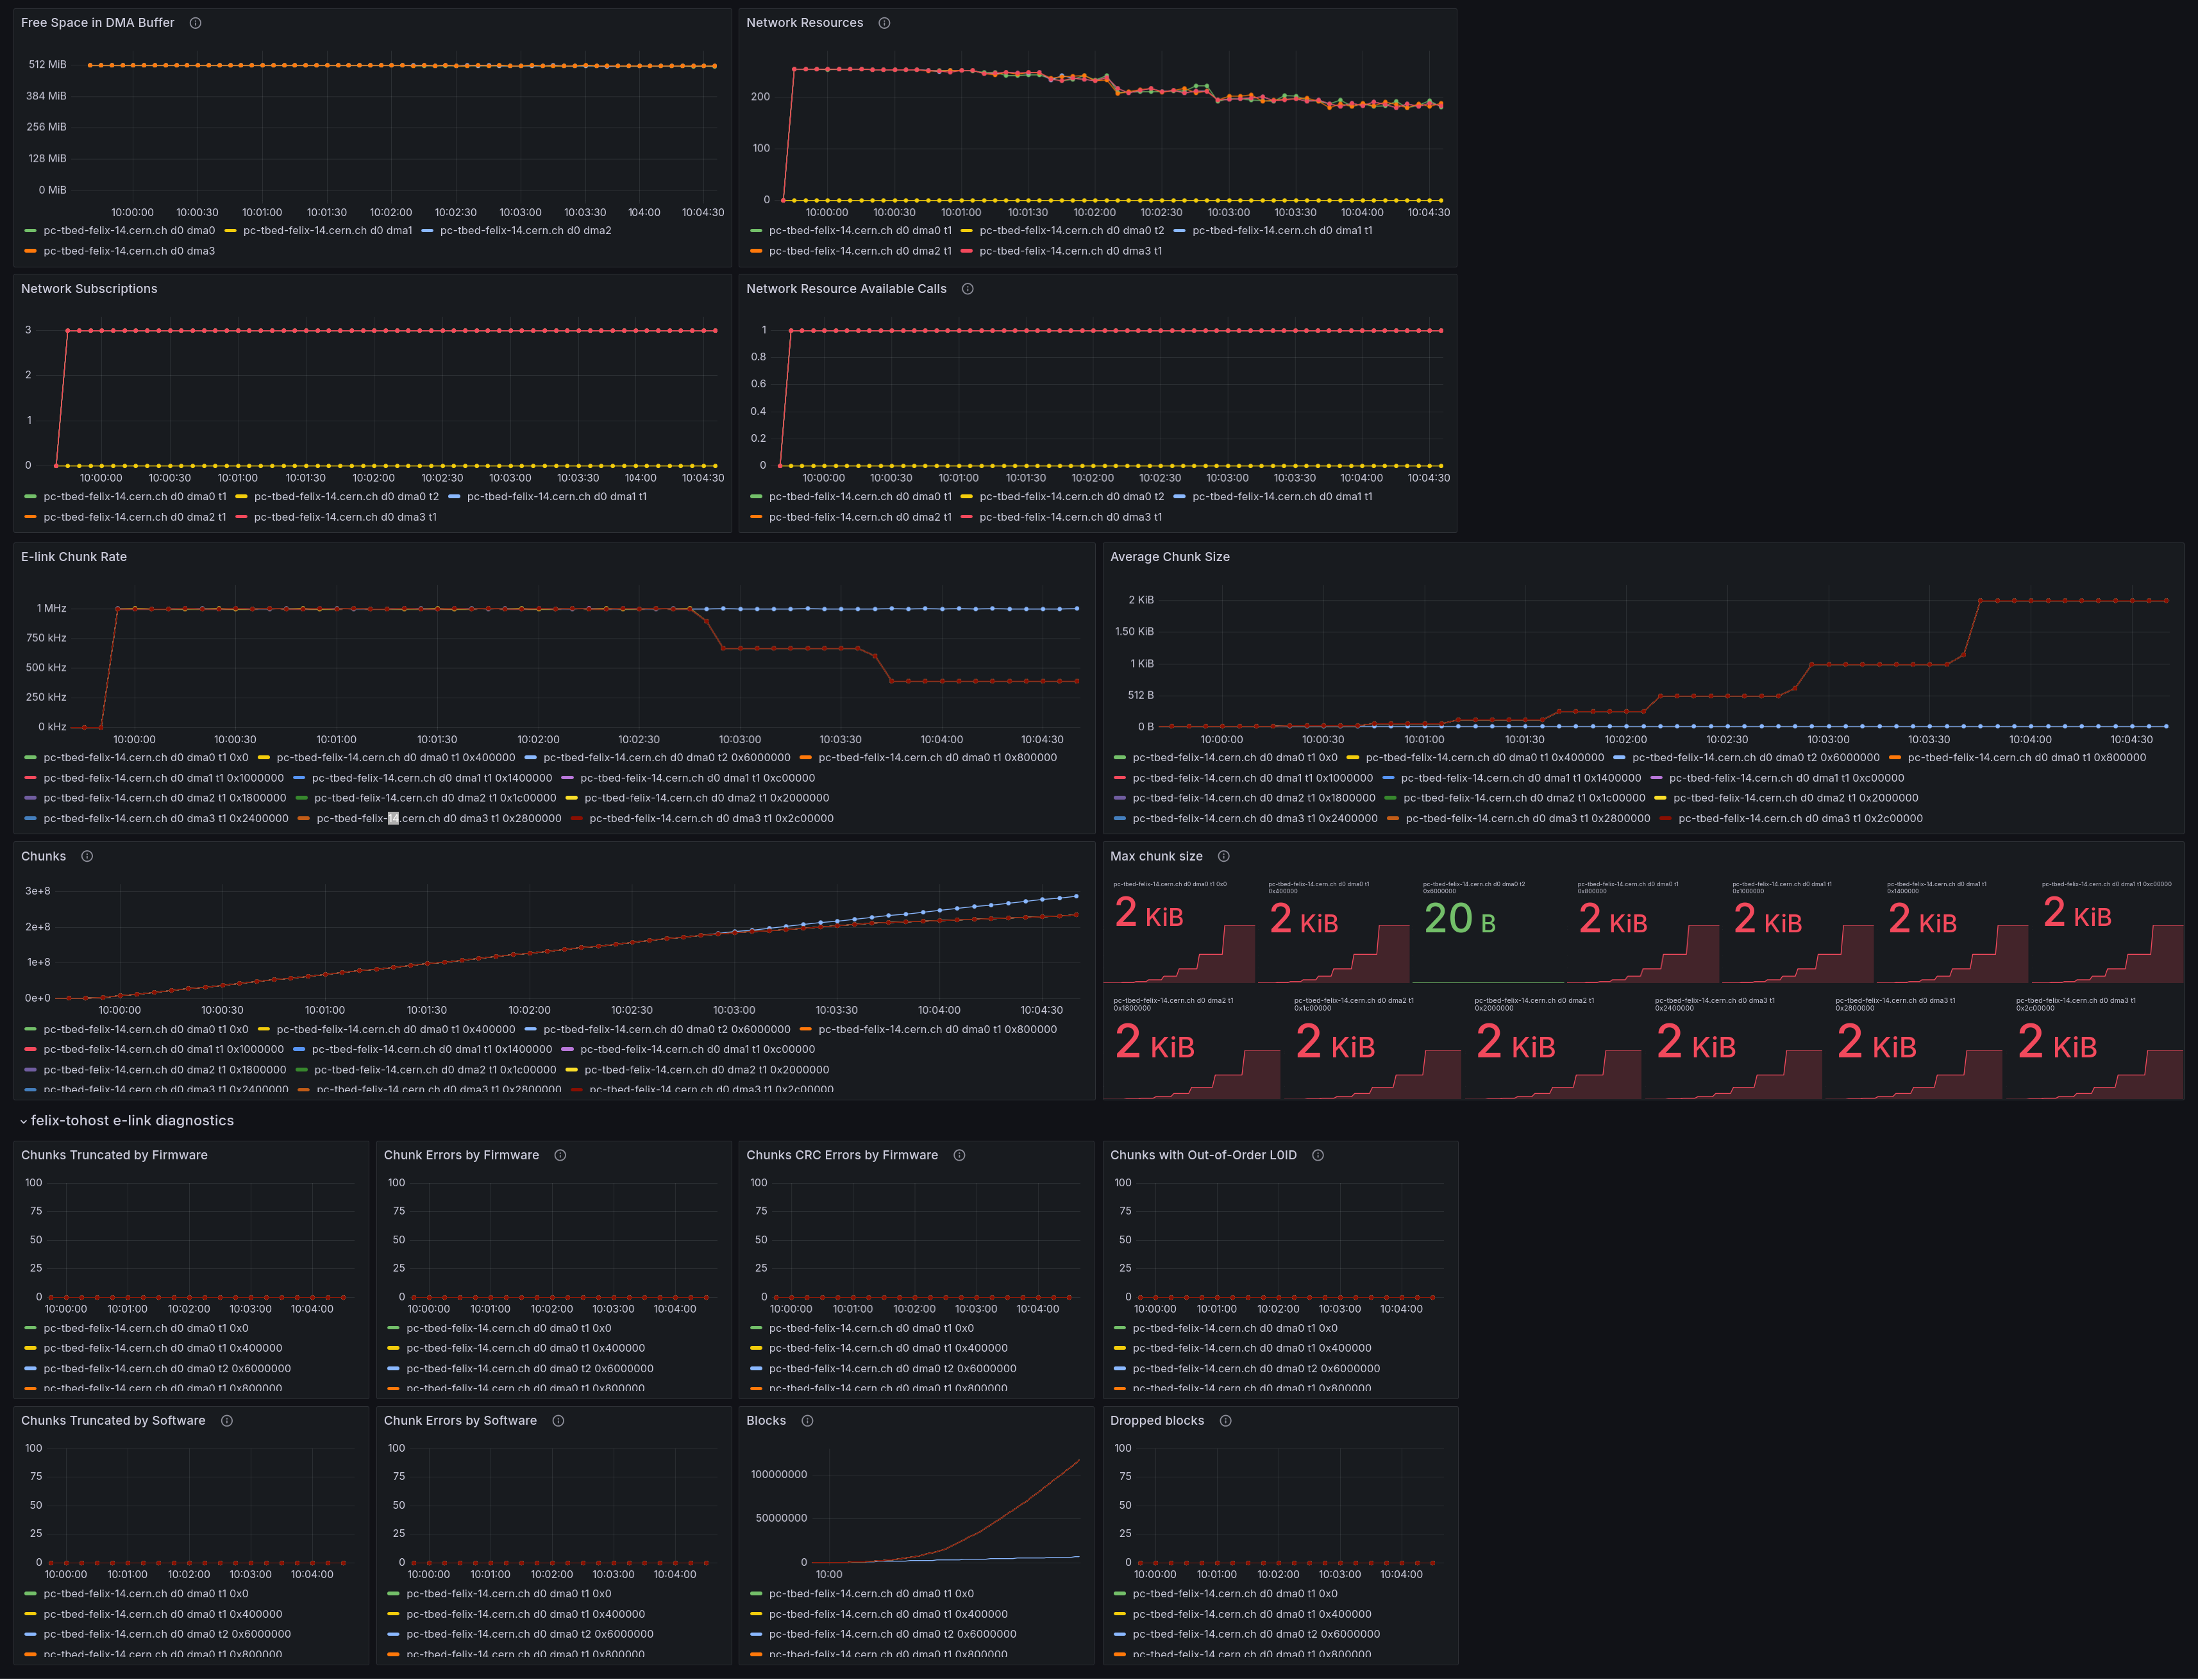 Free Space in DMA Buffer
512 MiB
384 MiB
256 MiB
128 MiB
0 MiB
10:00:00 10:00:30 10:01:00 10:01:30 10:02:00 10:02:30 10:03:00 10:03:30 104:00 10:04:30
pc-tbed-felix-14.cern.ch d0 dma0 pc-tbed-felix-14.cern.ch d0 dma1 pc-tbed-felix-14.cern.ch d0 dma2
pc-tbed-felix-14.cern.ch d0 dma3
Network Resources
200
100
0
10:00:00 10:00:30 10:01:00 10:01:30 10:02:00 10:02:30 10:03:00 10:03:30 10:04:00 10:04:30
pc-tbed-felix-14.cern.ch d0 dma0 t1 pc-tbed-felix-14.cern.ch d0 dma0 t2 pc-tbed-felix-14.cern.ch d0 dma1 t1
pc-tbed-felix-14.cern.ch d0 dma2 t1 pc-tbed-felix-14.cern.ch d0 dma3 t1
Network Subscriptions
3
2
1
0
10:00:00 10:00:30 10:01:00 10:01:30 10:02:00 10:02:30 10:03:00 10:03:30 104:00 10:04:30
pc-tbed-felix-14.cern.ch d0 dma0 t1 pc-tbed-felix-14.cern.ch d0 dma0 t2 pc-tbed-felix-14.cern.ch d0 dma1 t1
pc-tbed-felix-14.cern.ch d0 dma2 t1 pc-tbed-felix-14.cern.ch d0 dma3 t1
Network Resource Available Calls
1
0.8
0.6
0.4
0.2
0
10:00:00 10:00:30 10:01:00 10:01:30 10:02:00 10:02:30 10:03:00 10:03:30 10:04:00 10:04:30
pc-tbed-felix-14.cern.ch d0 dma0 t1 pc-tbed-felix-14.cern.ch d0 dma0 t2 pc-tbed-felix-14.cern.ch d0 dma1 t1
pc-tbed-felix-14.cern.ch d0 dma2 t1 pc-tbed-felix-14.cern.ch d0 dma3 t1
E-link Chunk Rate
1 MHz
750 kHz
500 kHz
250 kHz
0 kHz
10:00:00 10:00:30 10:01:00 10:01:30 10:02:00 10:02:30 10:03:00 10:03:30 10:04:00 10:04:30
pc-tbed-felix-14.cern.ch d0 dma0 t1 0x0 pc-tbed-felix-14.cern.ch d0 dma0 t1 0x400000 pc-tbed-felix-14.cern.ch d0 dma0 t2 0x6000000 pc-tbed-felix-14.cern.ch d0 dma0 t1 0x800000
pc-tbed-felix-14.cern.ch d0 dma1 t1 0x1000000 pc-tbed-felix-14.cern.ch d0 dma1 t1 0x1400000 pc-tbed-felix-14.cern.ch d0 dma1 t1 0xc00000
pc-tbed-felix-14.cern.ch d0 dma2 t1 0x1800000 pc-tbed-felix-14.cern.ch d0 dma2 t1 0x1c00000 pc-tbed-felix-14.cern.ch d0 dma2 t1 0x2000000
pc-tbed-felix-14.cern.ch d0 dma3 t1 0x2400000 pc-tbed-felix-14.cern.ch d0 dma3 t1 0x2800000 pc-tbed-felix-14.cern.ch d0 dma3 t1 0x2c00000
Average Chunk Size
2 KiB
1.50 KiB
1 KiB
512 B
0 B
10:00:00 10:00:30 10:01:00 10:01:30 10:02:00 10:02:30 10:03:00 10:03:30 10:04:00 10:04:30
pc-tbed-felix-14.cern.ch d0 dma0 t1 0x0 pc-tbed-felix-14.cern.ch d0 dma0 t1 0x400000 pc-tbed-felix-14.cern.ch d0 dma0 t2 0x6000000 pc-tbed-felix-14.cern.ch d0 dma0 t1 0x800000
pc-tbed-felix-14.cern.ch d0 dma1 t1 0x1000000 pc-tbed-felix-14.cern.ch d0 dma1 t1 0x1400000 pc-tbed-felix-14.cern.ch d0 dma1 t1 0xc00000
pc-tbed-felix-14.cern.ch d0 dma2 t1 0x1800000 pc-tbed-felix-14.cern.ch d0 dma2 t1 0x1c00000 pc-tbed-felix-14.cern.ch d0 dma2 t1 0x2000000
pc-tbed-felix-14.cern.ch d0 dma3 t1 0x2400000 pc-tbed-felix-14.cern.ch d0 dma3 t1 0x2800000 pc-tbed-felix-14.cern.ch d0 dma3 t1 0x2c00000
Chunks
3e+8
2e+8
1e+8
0e+0
10:00:00 10:00:30 10:01:00 10:01:30 10:02:00 10:02:30 10:03:00 10:03:30 10:04:00 10:04:30
pc-tbed-felix-14.cern.ch d0 dma0 t1 0x0 pc-tbed-felix-14.cern.ch d0 dma0 t1 0x400000 pc-tbed-felix-14.cern.ch d0 dma0 t2 0x6000000 pc-tbed-felix-14.cern.ch d0 dma0 t1 0x800000
pc-tbed-felix-14.cern.ch d0 dma1 t1 0x1000000 pc-tbed-felix-14.cern.ch d0 dma1 t1 0x1400000 pc-tbed-felix-14.cern.ch d0 dma1 t1 0xc00000
pc-tbed-felix-14.cern.ch d0 dma2 t1 0x1800000 pc-tbed-felix-14.cern.ch d0 dma2 t1 0x1c00000 pc-tbed-felix-14.cern.ch d0 dma2 t1 0x2000000
pc-tbed-felix-14.cern.ch d0 dma3 t1 0x2400000 pc-tbed-felix-14.cern.ch d0 dma3 t1 0x2800000 pc-tbed-felix-14.cern.ch d0 dma3 t1 0x2c00000
Max chunk size
pc-tbed-felix-14.cern.ch d0 dma0 t1 0x0
2 KiB
pc-tbed-felix-14.cern.ch d0 dma0 t1
0x400000
2 KiB
pc-tbed-felix-14.cern.ch d0 dma0 t2
0x6000000
20 B
pc-tbed-felix-14.cern.ch d0 dma0 t1
0x800000
2 KiB
pc-tbed-felix-14.cern.ch d0 dma1 t1
0x1000000
2 KiB
pc-tbed-felix-14.cern.ch d0 dma1 t1
0x1400000
2 KiB
pc-tbed-felix-14.cern.ch d0 dma1 t1 0xc00000
2 KiB
pc-tbed-felix-14.cern.ch d0 dma2 t1
0x1800000
2 KiB
pc-tbed-felix-14.cern.ch d0 dma2 t1
0x1c00000
2 KiB
pc-tbed-felix-14.cern.ch d0 dma2 t1
0x2000000
2 KiB
pc-tbed-felix-14.cern.ch d0 dma3 t1
0x2400000
2 KiB
pc-tbed-felix-14.cern.ch d0 dma3 t1
0x2800000
2 KiB
pc-tbed-felix-14.cern.ch d0 dma3 t1
0x2c00000
2 KiB
felix-tohost e-link diagnostics
Chunks Truncated by Firmware
100
75
50
25
0
10:00:00 10:01:00 10:02:00 10:03:00 10:04:00
pc-tbed-felix-14.cern.ch d0 dma0 t1 0x0
pc-tbed-felix-14.cern.ch d0 dma0 t1 0x400000
pc-tbed-felix-14.cern.ch d0 dma0 t2 0x6000000
pc-tbed-felix-14.cern.ch d0 dma0 t1 0x800000
Chunk Errors by Firmware
100
75
50
25
0
10:00:00 10:01:00 10:02:00 10:03:00 10:04:00
pc-tbed-felix-14.cern.ch d0 dma0 t1 0x0
pc-tbed-felix-14.cern.ch d0 dma0 t1 0x400000
pc-tbed-felix-14.cern.ch d0 dma0 t2 0x6000000
pc-tbed-felix-14.cern.ch d0 dma0 t1 0x800000
Chunks CRC Errors by Firmware
100
75
50
25
0
10:00:00 10:01:00 10:02:00 10:03:00 10:04:00
pc-tbed-felix-14.cern.ch d0 dma0 t1 0x0
pc-tbed-felix-14.cern.ch d0 dma0 t1 0x400000
pc-tbed-felix-14.cern.ch d0 dma0 t2 0x6000000
pc-tbed-felix-14.cern.ch d0 dma0 t1 0x800000
Chunks with Out-of-Order L0ID
100
75
50
25
0
10:00:00 10:01:00 10:02:00 10:03:00 10:04:00
pc-tbed-felix-14.cern.ch d0 dma0 t1 0x0
pc-tbed-felix-14.cern.ch d0 dma0 t1 0x400000
pc-tbed-felix-14.cern.ch d0 dma0 t2 0x6000000
pc-tbed-felix-14.cern.ch d0 dma0 t1 0x800000
Chunks Truncated by Software
100
75
50
25
0
10:00:00 10:01:00 10:02:00 10:03:00 10:04:00
pc-tbed-felix-14.cern.ch d0 dma0 t1 0x0
pc-tbed-felix-14.cern.ch d0 dma0 t1 0x400000
pc-tbed-felix-14.cern.ch d0 dma0 t2 0x6000000
pc-tbed-felix-14.cern.ch d0 dma0 t1 0x800000
Chunk Errors by Software
100
75
50
25
0
10:00:00 10:01:00 10:02:00 10:03:00 10:04:00
pc-tbed-felix-14.cern.ch d0 dma0 t1 0x0
pc-tbed-felix-14.cern.ch d0 dma0 t1 0x400000
pc-tbed-felix-14.cern.ch d0 dma0 t2 0x6000000
pc-tbed-felix-14.cern.ch d0 dma0 t1 0x800000
Blocks
100000000
50000000
0
10:00
pc-tbed-felix-14.cern.ch d0 dma0 t1 0x0
pc-tbed-felix-14.cern.ch d0 dma0 t1 0x400000
pc-tbed-felix-14.cern.ch d0 dma0 t2 0x6000000
pc-tbed-felix-14.cern.ch d0 dma0 t1 0x800000
Dropped blocks
100
75
50
25
0
10:00:00 10:01:00 10:02:00 10:03:00 10:04:00
pc-tbed-felix-14.cern.ch d0 dma0 t1 0x0
pc-tbed-felix-14.cern.ch d0 dma0 t1 0x400000
pc-tbed-felix-14.cern.ch d0 dma0 t2 0x6000000
pc-tbed-felix-14.cern.ch d0 dma0 t1 0x800000